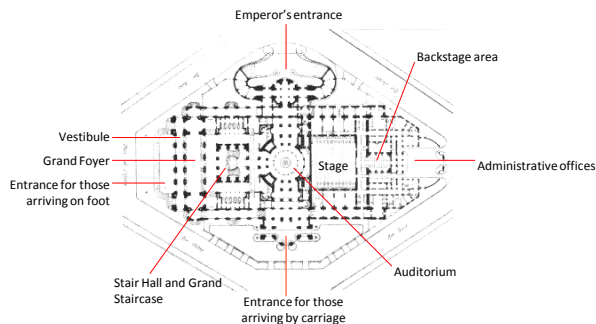 Emperor's entrance
Backstage area
Vestibule
Grand Foyer
Entrance for those
arriving on foot
Stage
Administrative offices
Auditorium
Stair Hall and Grand
Staircase
Entrance for those
arriving by carriage